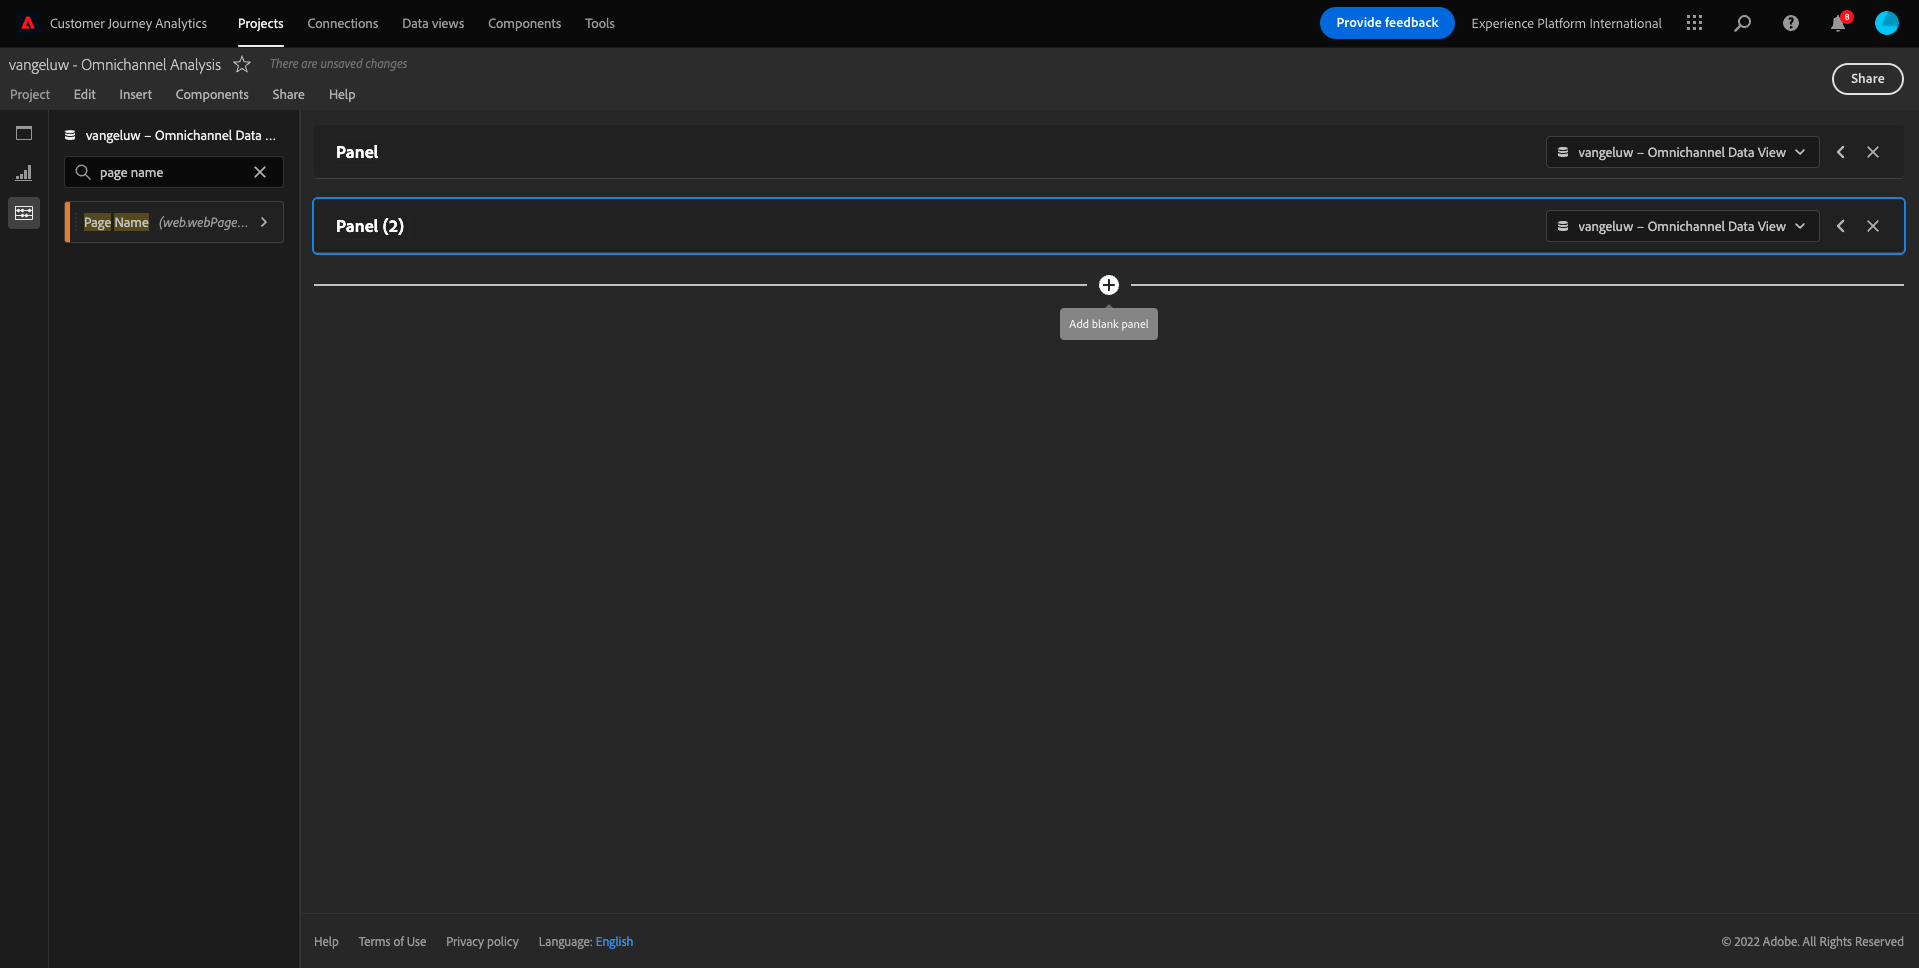 Customer Journey Analytics Projects Connections Data views Components Tools Provide feedback Experience Platform International 8
vangeluw - Omnichannel Analysis There are unsaved changes
Share
Project Edit Insert Components Share Help
vangeluw – Omnichannel Data ...
page name
Page Name (web.webPage...
Panel vangeluw – Omnichannel Data View
Panel (2) vangeluw – Omnichannel Data View
Add blank panel
Help Terms of Use Privacy policy Language: English © 2022 Adobe. All Rights Reserved